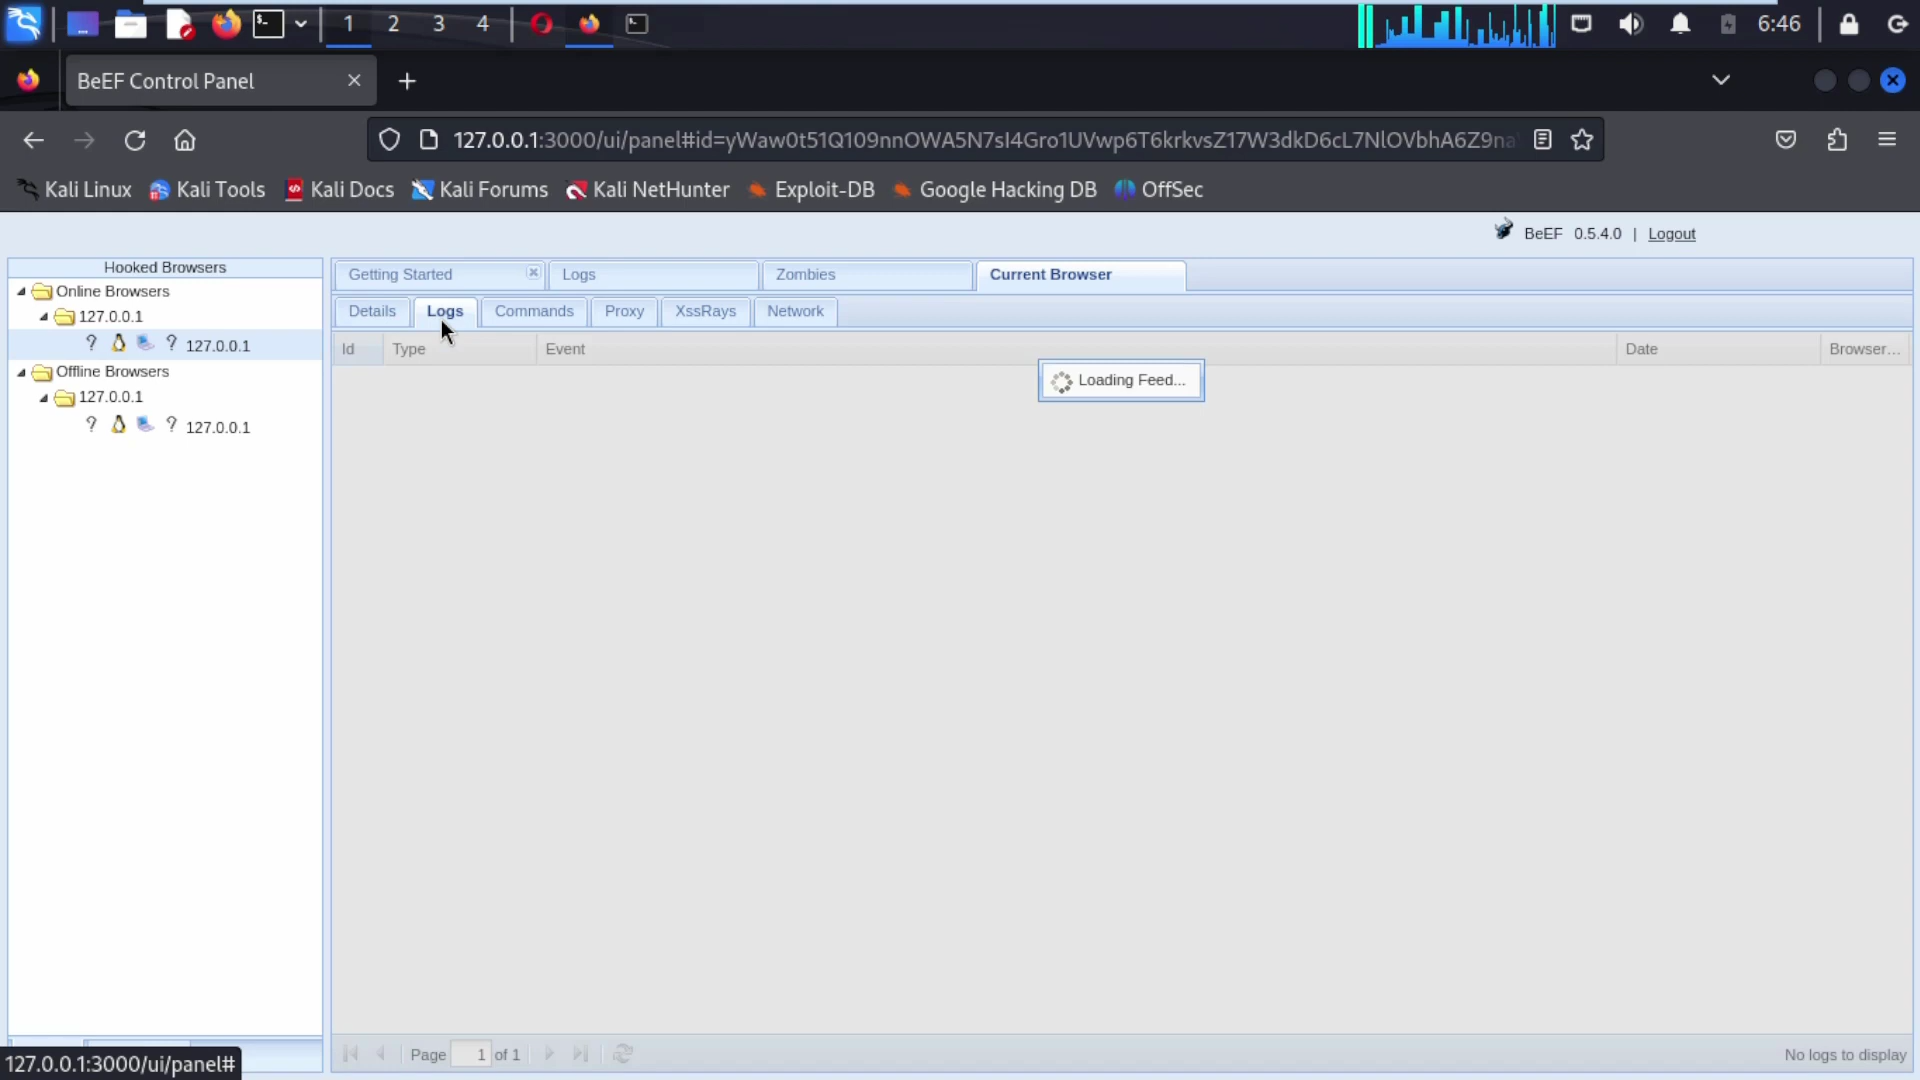 1 2 3 4 6:46
BeEF Control Panel
127.0.0.1:3000/ui/panel#id=yWaw0t51Q109nnOWA5N7sI4Gro1UVwp6T6krkvsZ17W3dkD6cL7NlOVbhA6Z9na
Kali Linux Kali Tools Kali Docs Kali Forums Kali NetHunter Exploit-DB Google Hacking DB OffSec
BeEF 0.5.4.0 | Logout
Hooked Browsers
Online Browsers
127.0.0.1
? ? 127.0.0.1
Offline Browsers
127.0.0.1
? ? 127.0.0.1
Getting Started Logs Zombies Current Browser
Details Logs Commands Proxy XssRays Network
Id Type Event Date Browser...
Loading Feed...
Page 1 of 1 No logs to display
127.0.0.1:3000/ui/panel#